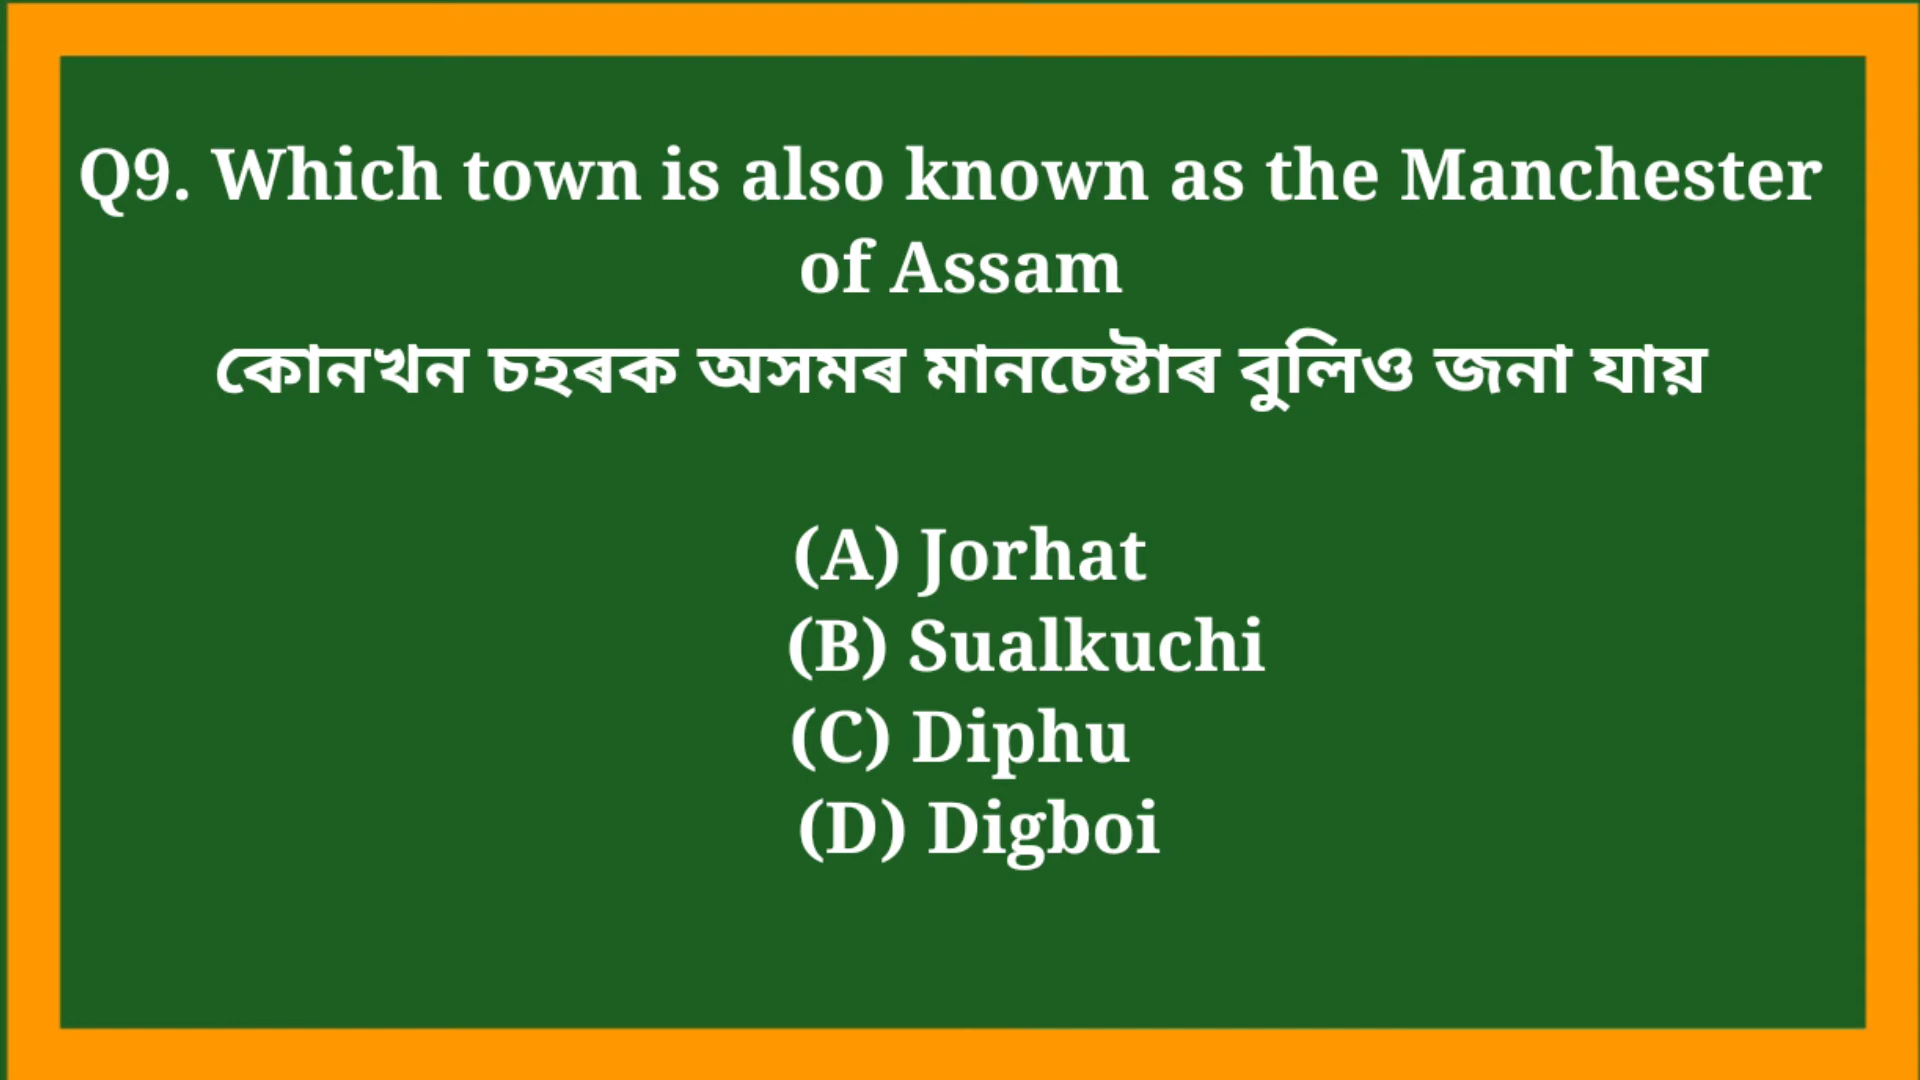 Q9. Which town is also known as the Manchester
of Assam
কোনখন চহৰক অসমৰ মানচেষ্টাৰ বুলিও জনা যায়
(A) Jorhat
(B) Sualkuchi
(C) Diphu
(D) Digboi